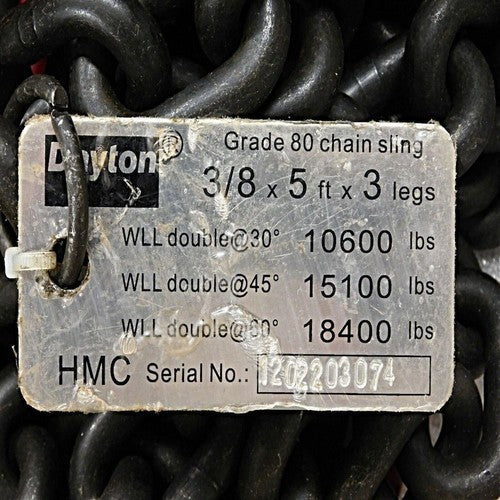 Dayton®
Grade 80 chain sling
3/8 x 5 ft x 3 legs
WLL double@30° 10600 lbs
WLL double@45° 15100 lbs
WLL double@60° 18400 lbs
HMC Serial No.: 1202203074